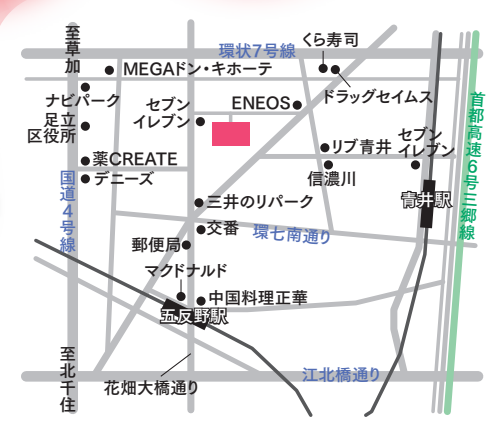 至草加
環状7号線
くら寿司
MEGAドン・キホーテ
ドラッグセイムス
ナビパーク
セブン
イレブン
ENEOS
足立
区役所
首都高速6号三郷線
リブ青井
セブン
イレブン
薬CREATE
信濃川
デニーズ
国道4号線
青井駅
三井のリパーク
交番
環七南通り
郵便局
マクドナルド
中国料理正華
五反野駅
至北千住
花畑大橋通り
江北橋通り